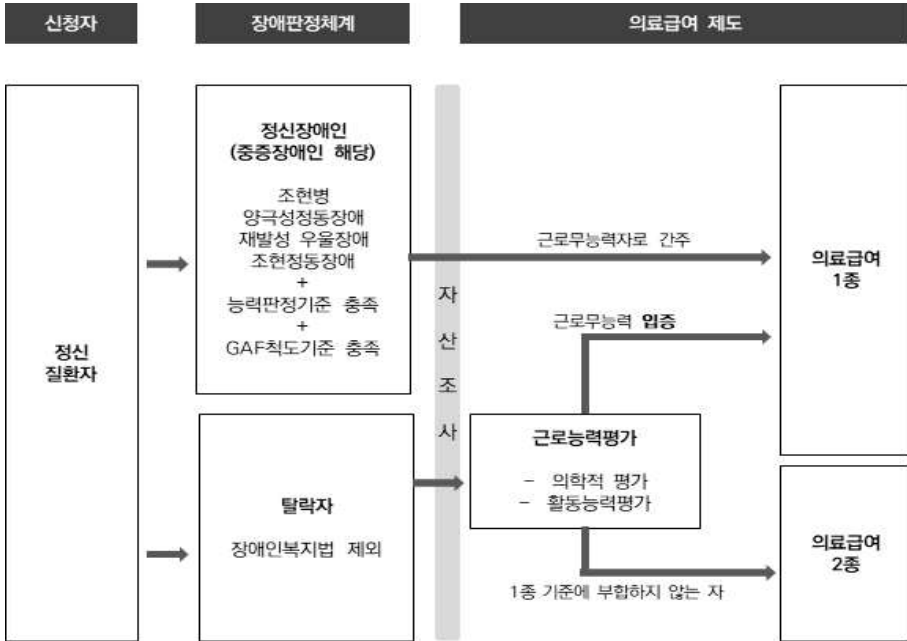 신청자
장애판정체계
의료급여 제도
정신
질환자
정신장애인
(중증장애인 해당)
조현병
양극성정동장애
재발성 우울장애
조현정동장애
+
능력판정기준 충족
+
GAF척도기준 충족
탈락자
장애인복지법 제외
자
산
조
사
근로무능력자로 간주
근로무능력 입증
근로능력평가
- 의학적 평가
- 활동능력평가
1종 기준에 부합하지 않는 자
의료급여
1종
의료급여
2종